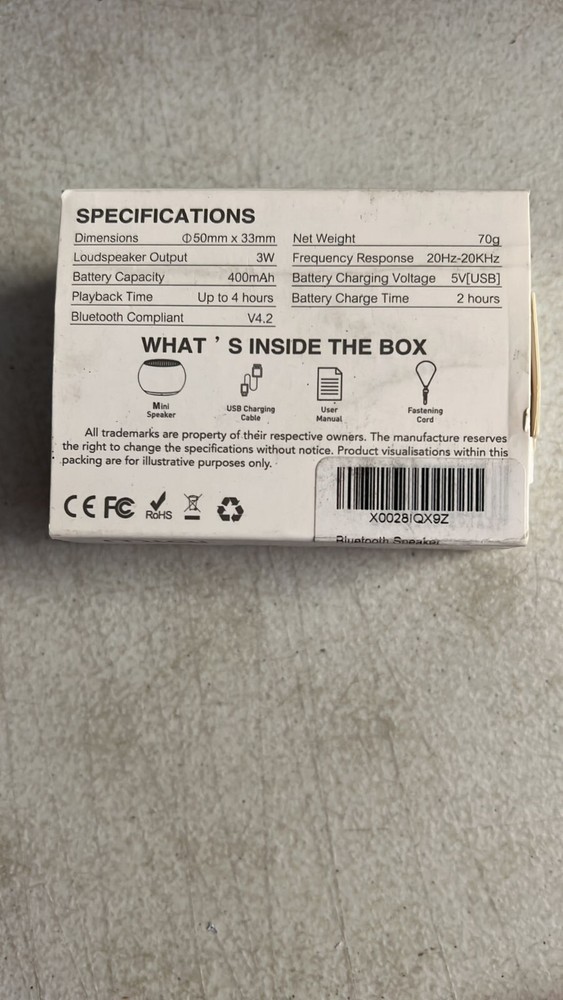 SPECIFICATIONS
Dimensions Φ50mm x 33mm
Loudspeaker Output 3W
Battery Capacity 400mAh
Playback Time Up to 4 hours
Bluetooth Compliant V4.2
Net Weight 70g
Frequency Response 20Hz-20KHz
Battery Charging Voltage 5V[USB]
Battery Charge Time 2 hours
WHAT ' S INSIDE THE BOX
Mini
Speaker
USB Charging
Cable
User
Manual
Fastening
Cord
All trademarks are property of their respective owners. The manufacture reserves
the right to change the specifications without notice. Product visualisations within this
packing are for illustrative purposes only.
CE FC RoHS
X0028IQX9Z
Bluetooth Speaker